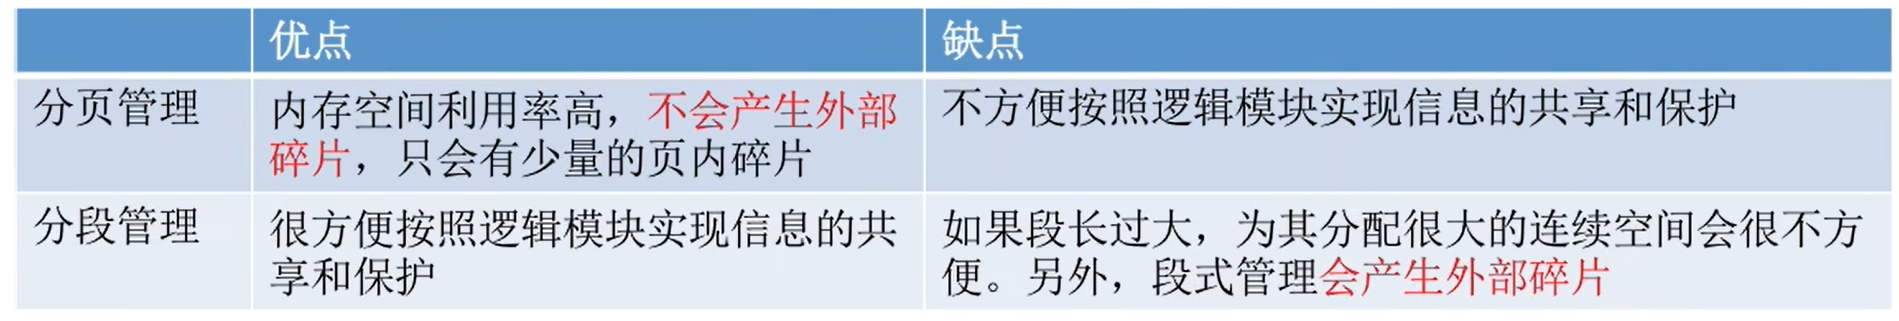 优点
缺点
分页管理
内存空间利用率高，不会产生外部
碎片，只会有少量的页内碎片
不方便按照逻辑模块实现信息的共享和保护
分段管理
很方便按照逻辑模块实现信息的共
享和保护
如果段长过大，为其分配很大的连续空间会很不方
便。另外，段式管理会产生外部碎片